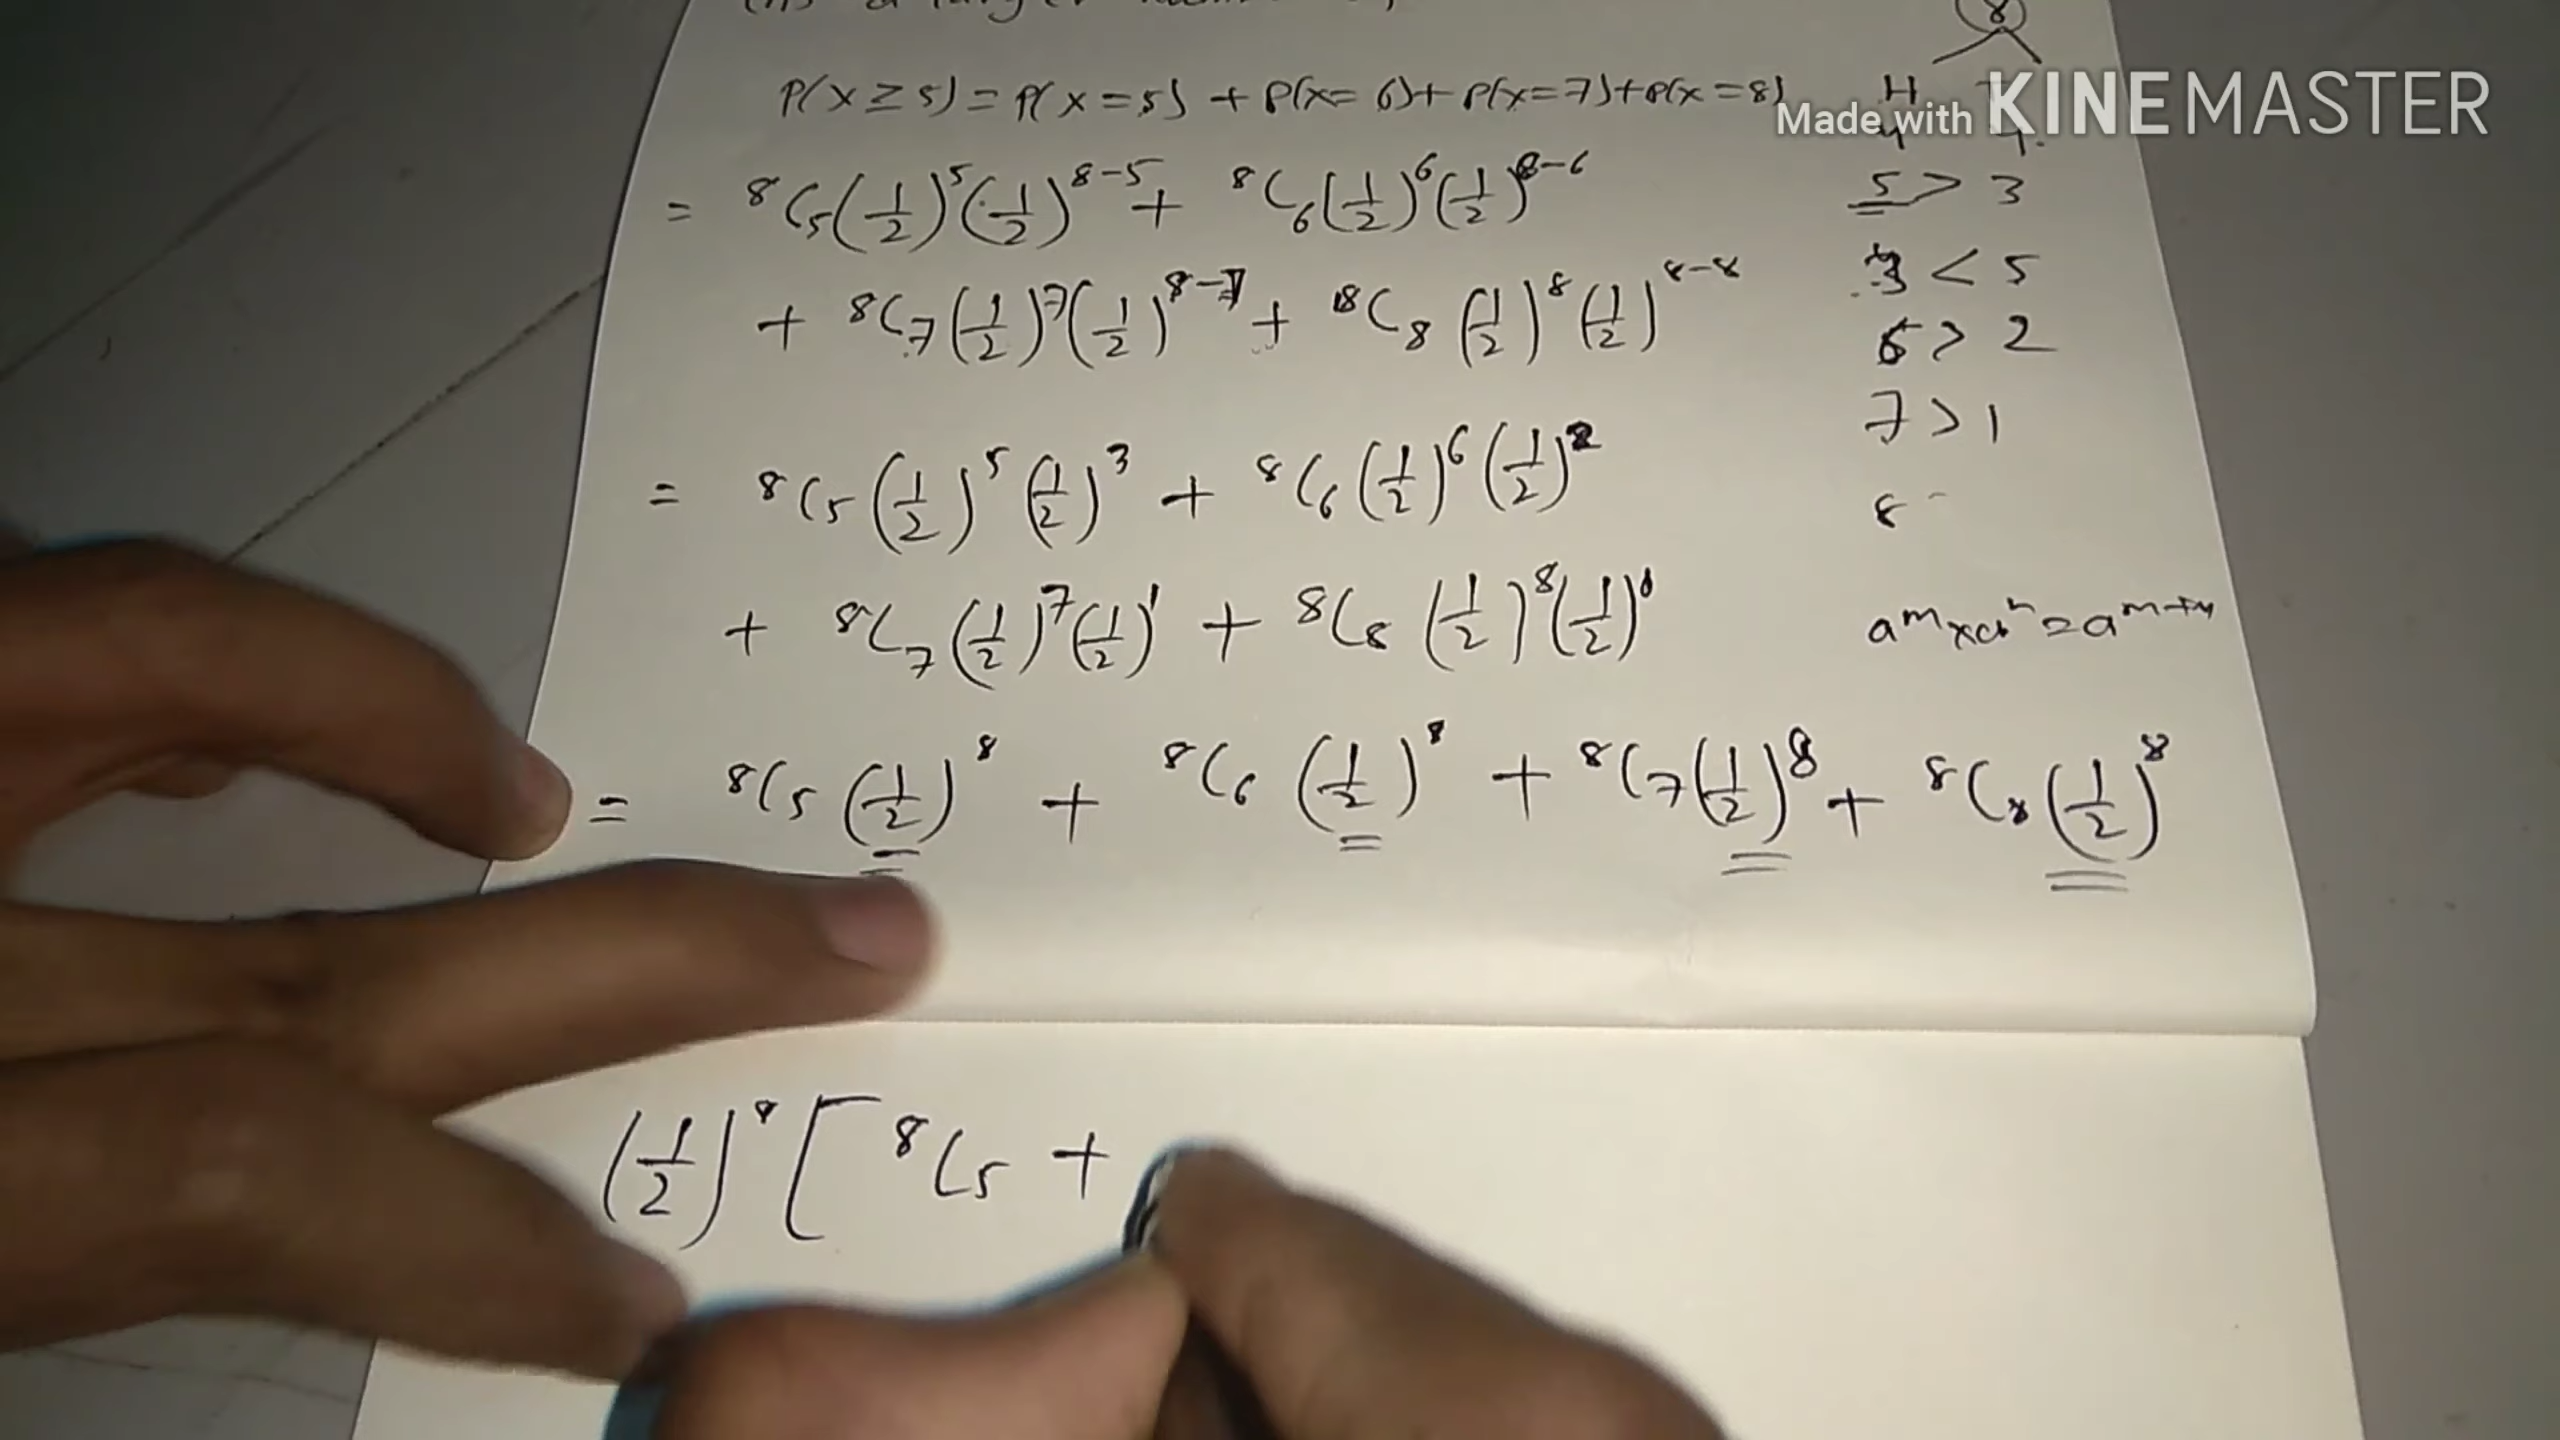 P(X ≥ 5) = P(X = 5) + P(X = 6) + P(X = 7) + P(X = 8)
= ⁸C₅(1/2)⁵(1/2)⁸⁻⁵ + ⁸C₆(1/2)⁶(1/2)⁸⁻⁶
+ ⁸C₇(1/2)⁷(1/2)⁸⁻⁷ + ⁸C₈(1/2)⁸(1/2)⁸⁻⁸
= ⁸C₅(1/2)⁵(1/2)³ + ⁸C₆(1/2)⁶(1/2)²
+ ⁸C₇(1/2)⁷(1/2)¹ + ⁸C₈(1/2)⁸(1/2)⁰
= ⁸C₅(1/2)⁸ + ⁸C₆(1/2)⁸ + ⁸C₇(1/2)⁸ + ⁸C₈(1/2)⁸
(1/2)⁸ [ ⁸C₅ +
8
H
Made with KINEMASTER
5 > 3
3 < 5
6 > 2
7 > 1
8
aᵐ × aⁿ = aᵐ⁺ⁿ